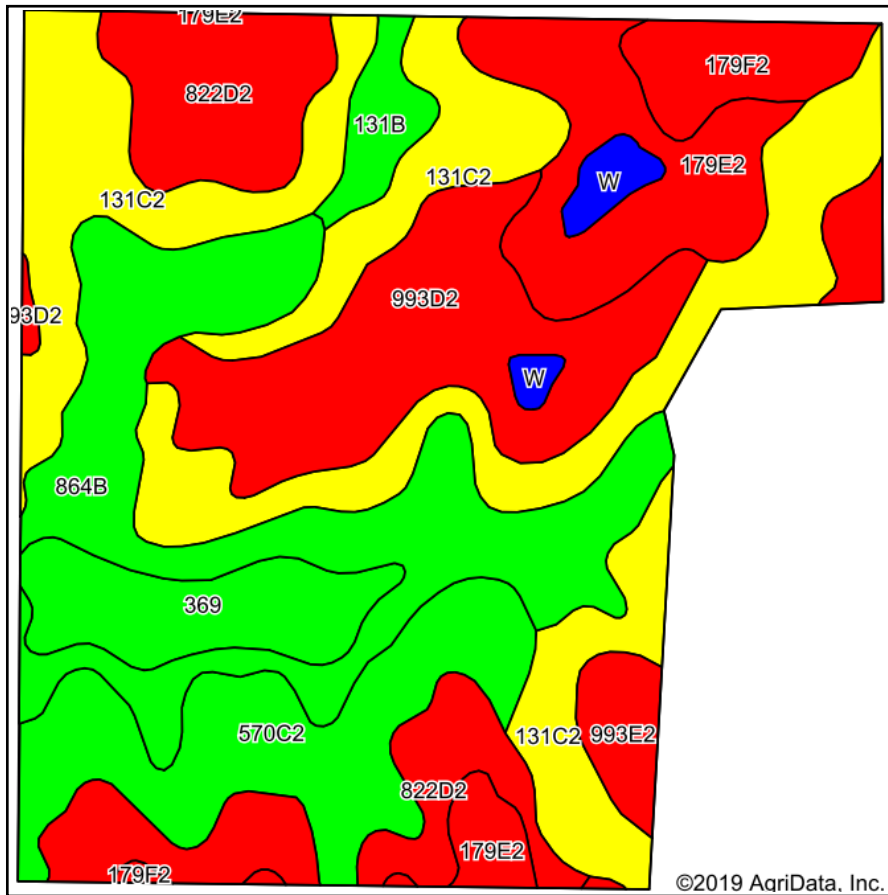 179E2
179F2
822D2
131B
179E2
131C2
W
131C2
993D2
93D2
W
864B
369
570C2
131C2
993E2
822D2
179E2
179F2
©2019 AgriData, Inc.